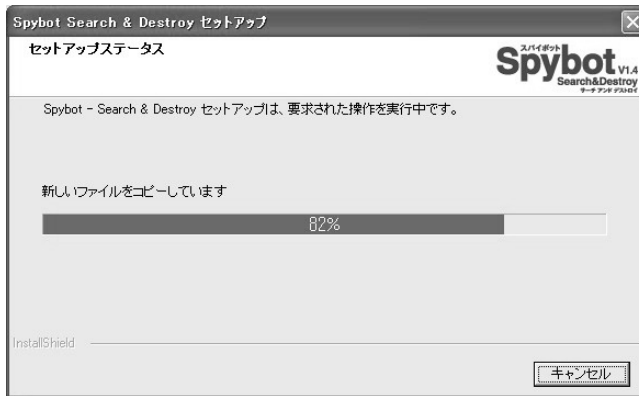 Spybot Search & Destroy セットアップ
セットアップステータス
スパイボット
Spybot V1.4
Search&Destroy
サーチ アンド デストロイ
Spybot - Search & Destroy セットアップは、要求された操作を実行中です。
新しいファイルをコピーしています
82%
InstallShield
キャンセル